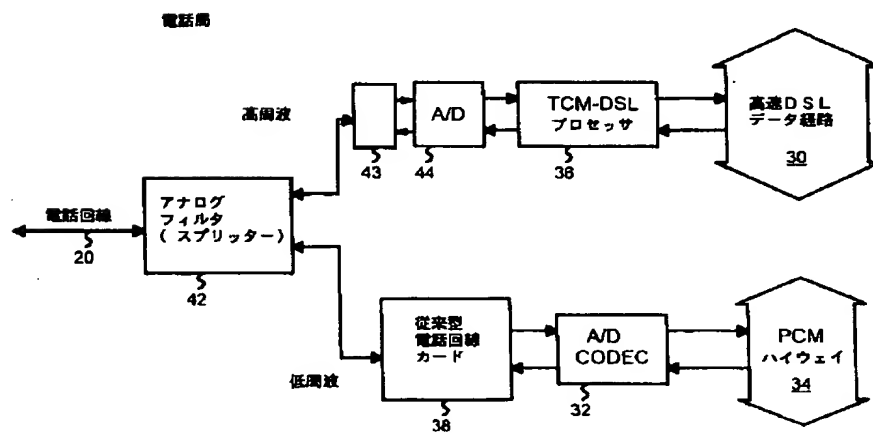 電話局
高周波
43
A/D
44
TCM-DSL
プロセッサ
36
高速DSL
データ経路
30
電話回線
20
アナログ
フィルタ
( スプリッター)
42
低周波
従来型
電話回線
カード
38
A/D
CODEC
32
PCM
ハイウェイ
34